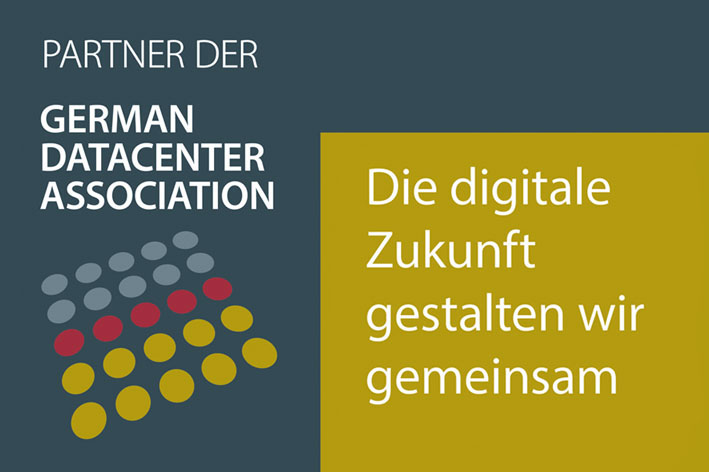 PARTNER DER
GERMAN
DATACENTER
ASSOCIATION
Die digitale
Zukunft
gestalten wir
gemeinsam